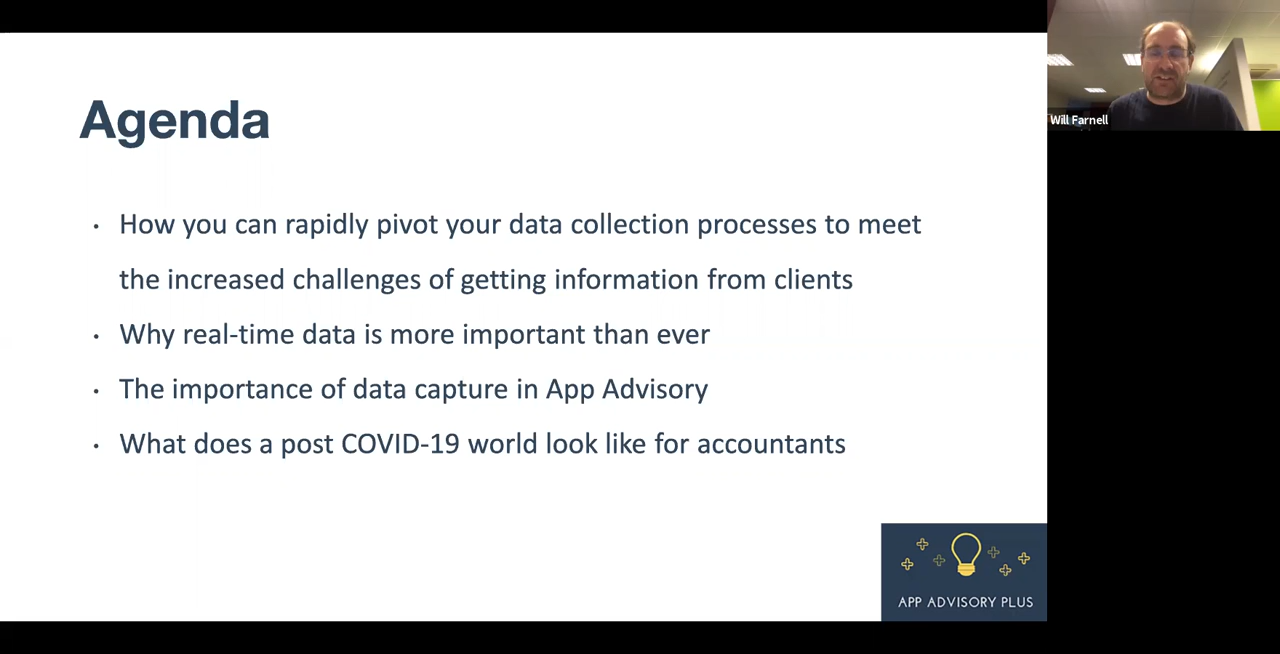 Agenda
How you can rapidly pivot your data collection processes to meet
the increased challenges of getting information from clients
Why real-time data is more important than ever
The importance of data capture in App Advisory
What does a post COVID-19 world look like for accountants
APP ADVISORY PLUS
Will Farnell